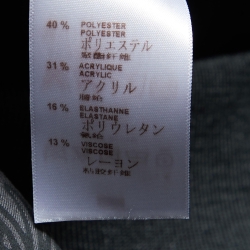 40 % POLYESTER
POLYESTER
ポリエステル
31 % ACRYLIQUE
ACRYLIC
アクリル
16 % ELASTHANNE
ELASTANE
ポリウレタン
13 % VISCOSE
VISCOSE
レーヨン